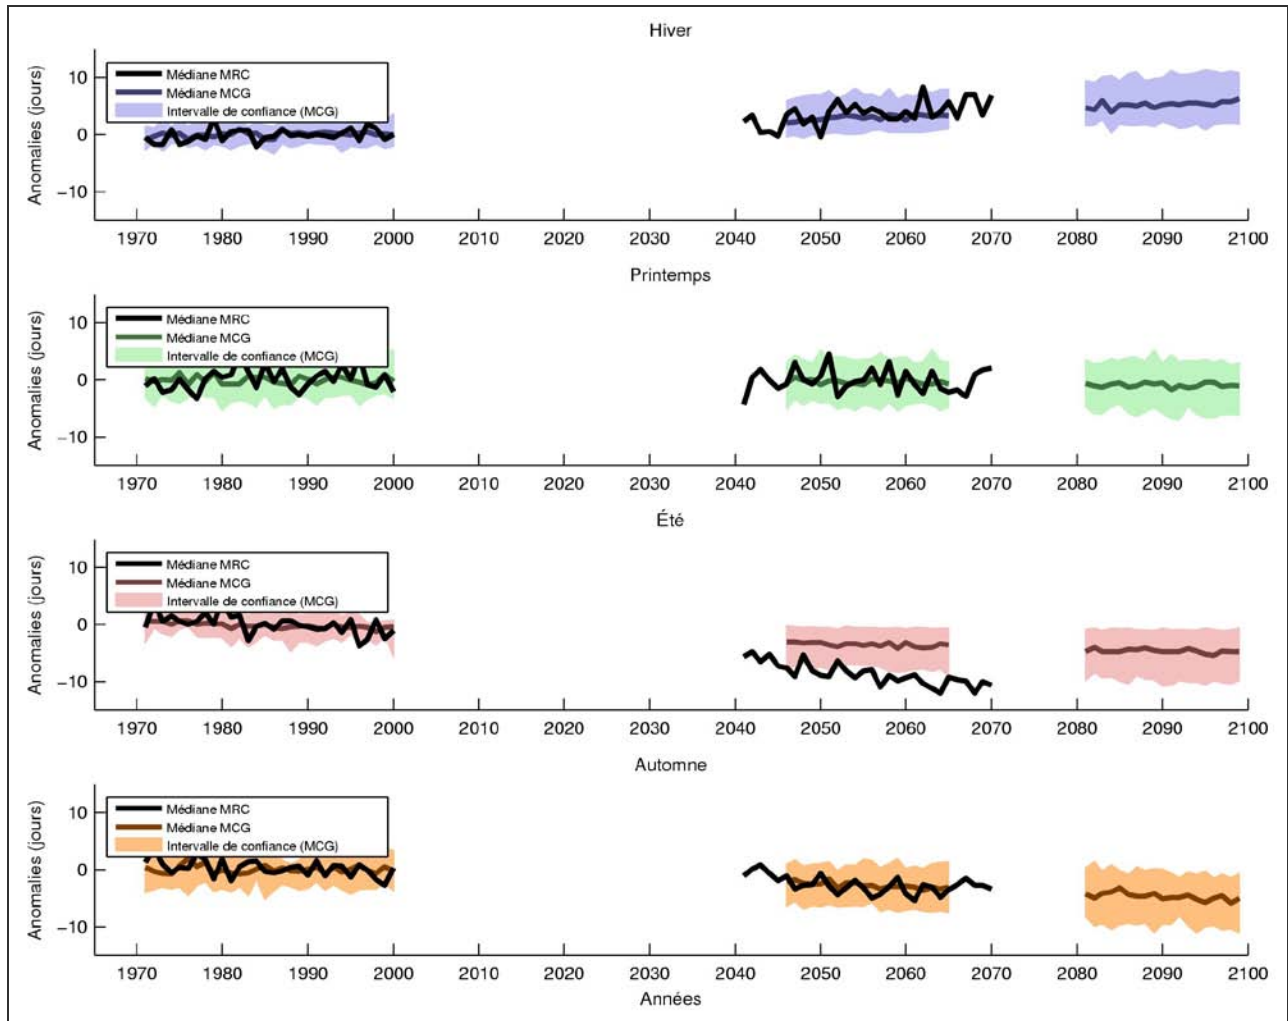 Hiver
Anomalies (jours)
10
0
−10
Médiane MRC
Médiane MCG
Intervalle de confiance (MCG)
1970 1980 1990 2000 2010 2020 2030 2040 2050 2060 2070 2080 2090 2100
Printemps
Anomalies (jours)
10
0
−10
Médiane MRC
Médiane MCG
Intervalle de confiance (MCG)
1970 1980 1990 2000 2010 2020 2030 2040 2050 2060 2070 2080 2090 2100
Été
Anomalies (jours)
10
0
−10
Médiane MRC
Médiane MCG
Intervalle de confiance (MCG)
1970 1980 1990 2000 2010 2020 2030 2040 2050 2060 2070 2080 2090 2100
Automne
Anomalies (jours)
10
0
−10
Médiane MRC
Médiane MCG
Intervalle de confiance (MCG)
1970 1980 1990 2000 2010 2020 2030 2040 2050 2060 2070 2080 2090 2100
Années